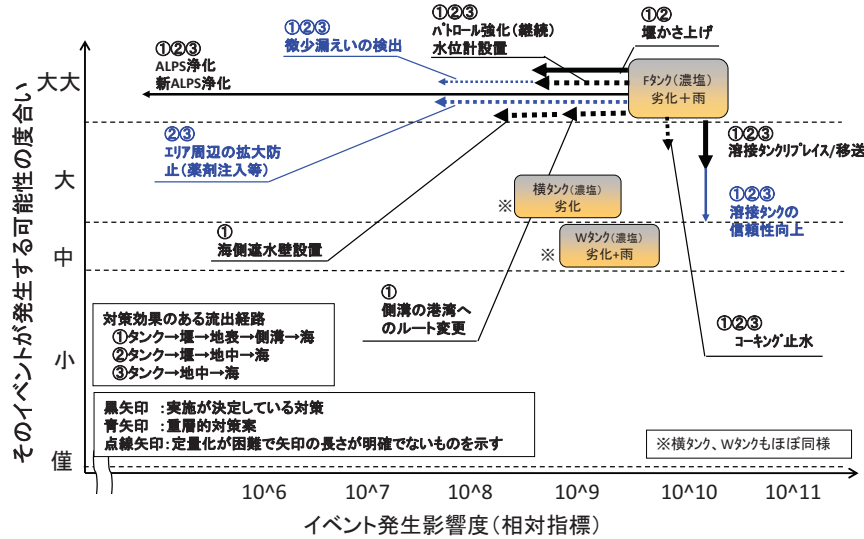 そのイベントが発生する可能性の度合い
大大
大
中
小
僅
①②③
ALPS浄化
新ALPS浄化
①②③
微少漏えいの検出
①②③
ﾊﾟﾄﾛｰﾙ強化(継続)
水位計設置
①②
堰かさ上げ
Fタンク(濃塩)
劣化＋雨
②③
ｴﾘｱ周辺の拡大防
止(薬剤注入等)
①②③
溶接ﾀﾝｸﾘﾌﾟﾚｲｽ/移送
①②③
溶接ﾀﾝｸの
信頼性向上
※
横ﾀﾝｸ(濃塩)
劣化
※
Wﾀﾝｸ(濃塩)
劣化+雨
①
海側遮水壁設置
①
側溝の港湾へ
のルート変更
①②③
ｺｰｷﾝｸﾞ止水
対策効果のある流出経路
①タンク→堰→地表→側溝→海
②タンク→堰→地中→海
③タンク→地中→海
黒矢印　：実施が決定している対策
青矢印　：重層的対策案
点線矢印：定量化が困難で矢印の長さが明確でないものを示す
※横ﾀﾝｸ、Wﾀﾝｸもほぼ同様
10^6 10^7 10^8 10^9 10^10 10^11
イベント発生影響度(相対指標)